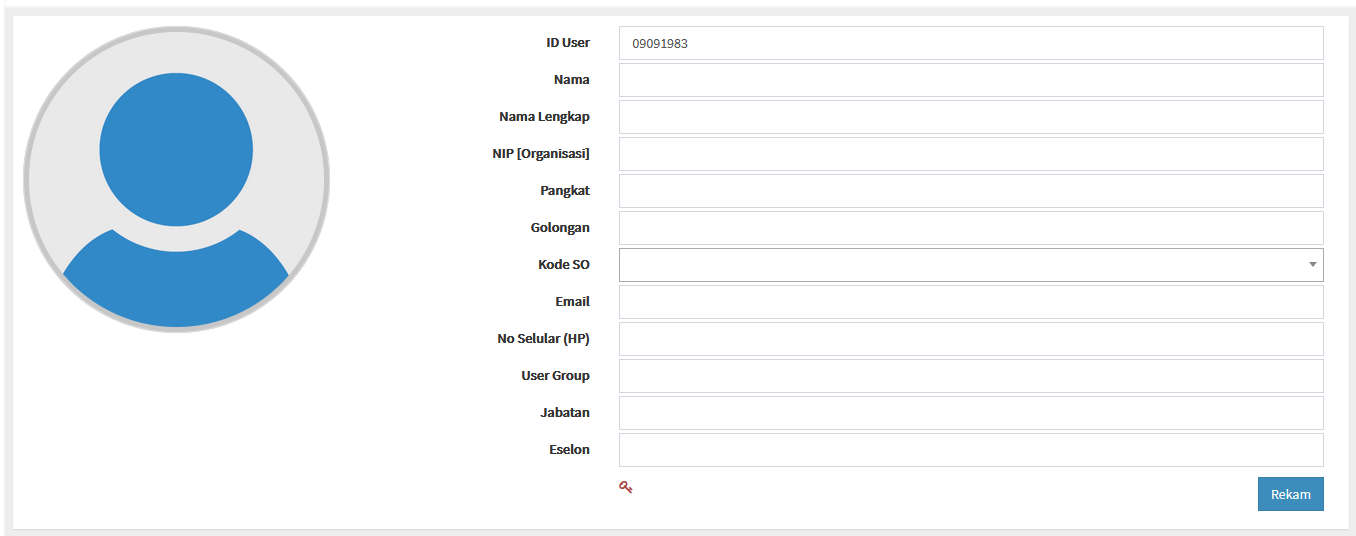 ID User 09091983
Nama
Nama Lengkap
NIP [Organisasi]
Pangkat
Golongan
Kode SO
Email
No Selular (HP)
User Group
Jabatan
Eselon
Rekam